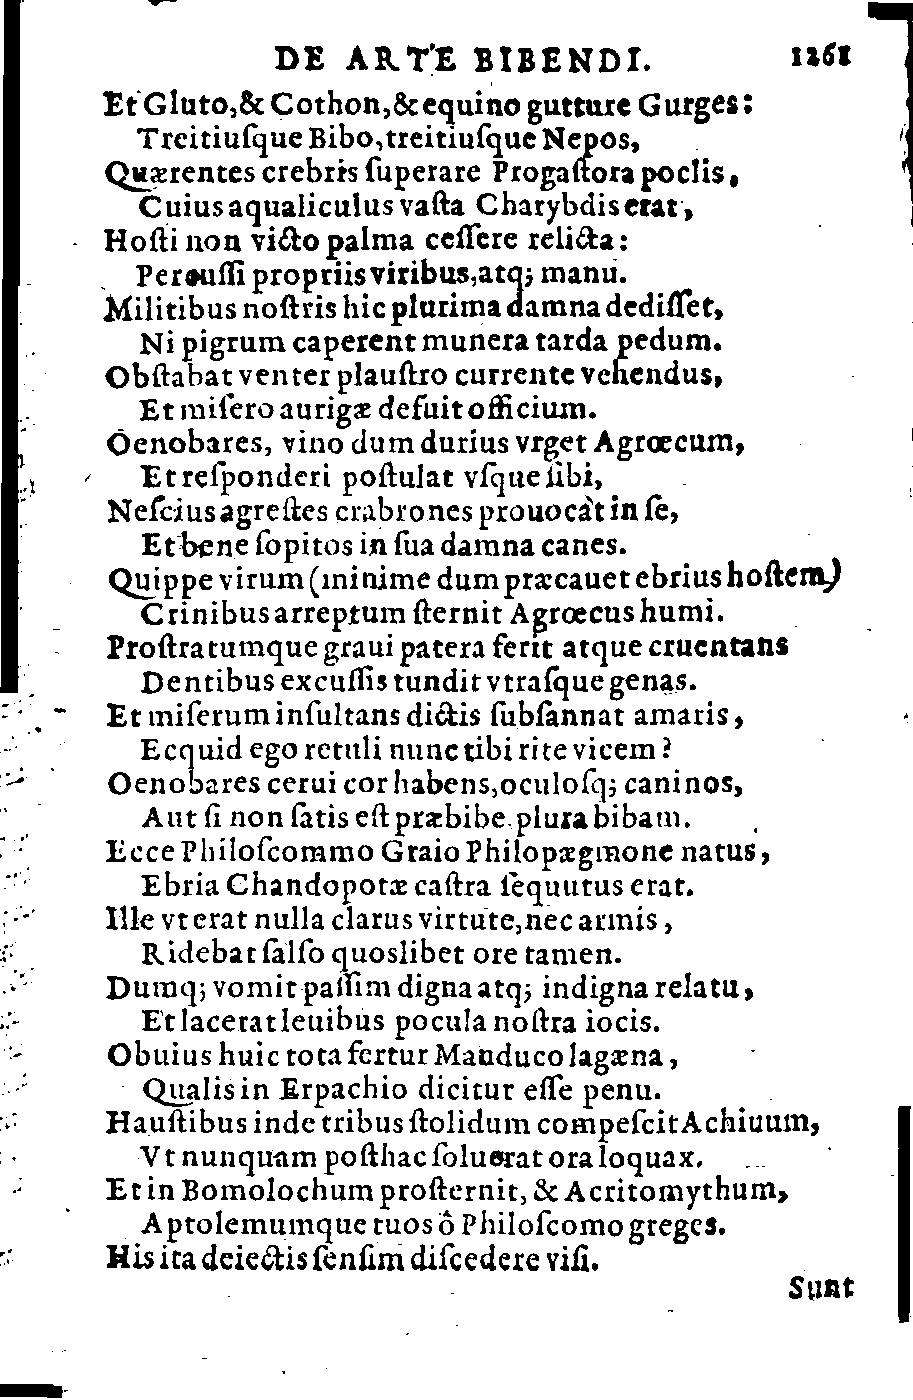 DE ARTE BIBENDI. 1261
Et Gluto,& Cothon,& equino gutture Gurges:
Treitiuſque Bibo,treitiuſque Nepos,
Quærentes crebris ſuperare Progaſtora poclis,
Cuius aqualiculus vaſta Charybdis erat,
Hoſti non victo palma ceſſere relicta:
Percuſſi propriis viribus,atq; manu.
Militibus noſtris hic plurima damna dediſſet,
Ni pigrum caperent munera tarda pedum.
Obſtabat venter plauſtro currente vehendus,
Et miſero aurigæ defuit officium.
Oenobares, vino dum durius vrget Agrœcum,
Et reſponderi poſtulat vſque ſibi,
Neſcius agreſtes crabrones prouocàt in ſe,
Et bene ſopitos in ſua damna canes.
Quippe virum (minime dum præcauet ebrius hoſtem)
Crinibus arreptum ſternit Agrœcus humi.
Proſtratumque graui patera ferit atque cruentans
Dentibus excuſſis tundit vtraſque genas.
Et miſerum inſultans dictis ſubſannat amaris,
Ecquid ego retuli nunc tibi rite vicem?
Oenobares cerui cor habens,oculoſq; caninos,
Aut ſi non ſatis eſt præbibe plura bibam.
Ecce Philoſcommo Graio Philopægmone natus,
Ebria Chandopotæ caſtra ſequutus erat.
Ille vt erat nulla clarus virtute,nec armis,
Ridebat ſalſo quoslibet ore tamen.
Dumq; vomit paſſim digna atq; indigna relatu,
Et lacerat leuibus pocula noſtra iocis.
Obuius huic tota fertur Manduco lagæna,
Qualis in Erpachio dicitur eſſe penu.
Hauſtibus inde tribus ſtolidum compeſcit Achiuum,
Vt nunquam poſthac ſoluerat ora loquax.
Et in Bomolochum proſternit, & Acritomythum,
Aptolemumque tuos ô Philoſcomo greges.
His ita deiectis ſenſim diſcedere viſi.
Sunt